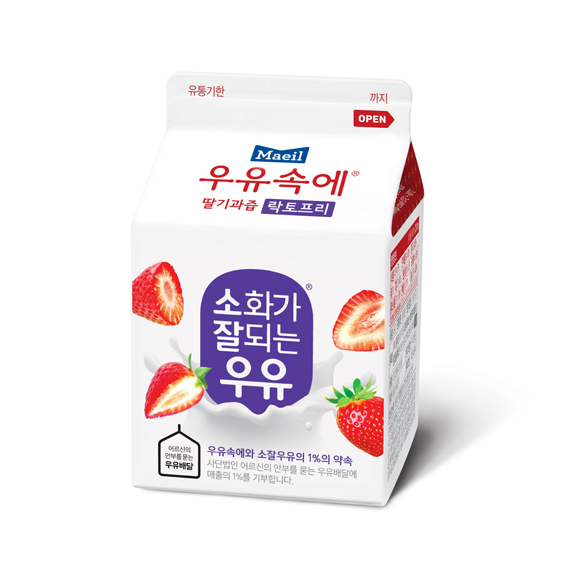 유통기한
까지
OPEN
Maeil
우유속에®
딸기과즙 락토프리
소화가®
잘되는
우유
어르신의
안부를 묻는
우유배달
우유속에와 소잘우유의 1%의 약속
사단법인 어르신의 안부를 묻는 우유배달에
매출의 1%를 기부합니다.